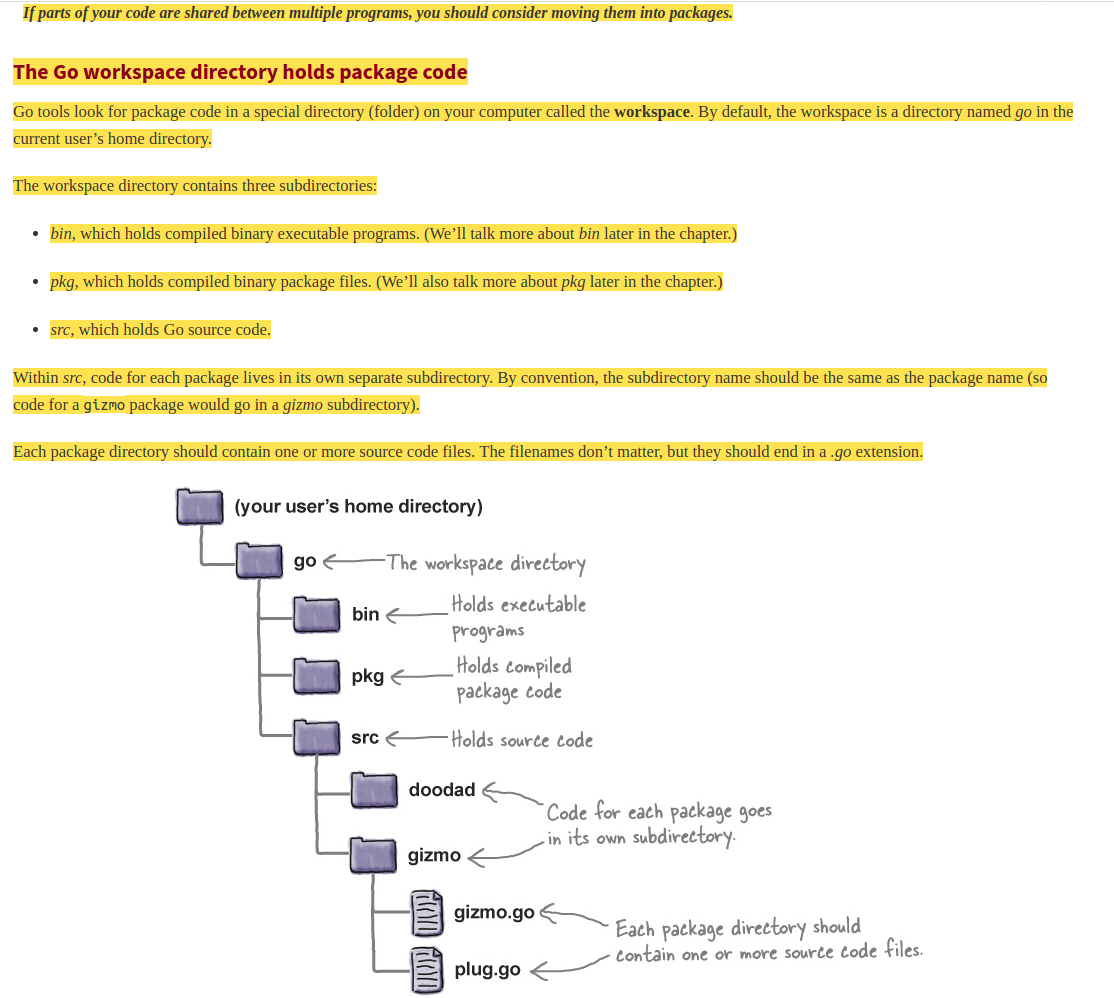 If parts of your code are shared between multiple programs, you should consider moving them into packages.
The Go workspace directory holds package code
Go tools look for package code in a special directory (folder) on your computer called the workspace. By default, the workspace is a directory named go in the
current user’s home directory.
The workspace directory contains three subdirectories:
• bin, which holds compiled binary executable programs. (We’ll talk more about bin later in the chapter.)
• pkg, which holds compiled binary package files. (We’ll also talk more about pkg later in the chapter.)
• src, which holds Go source code.
Within src, code for each package lives in its own separate subdirectory. By convention, the subdirectory name should be the same as the package name (so
code for a gizmo package would go in a gizmo subdirectory).
Each package directory should contain one or more source code files. The filenames don’t matter, but they should end in a .go extension.
(your user’s home directory)
go
The workspace directory
bin
Holds executable
programs
pkg
Holds compiled
package code
src
Holds source code
doodad
Code for each package goes
in its own subdirectory.
gizmo
gizmo.go
Each package directory should
contain one or more source code files.
plug.go